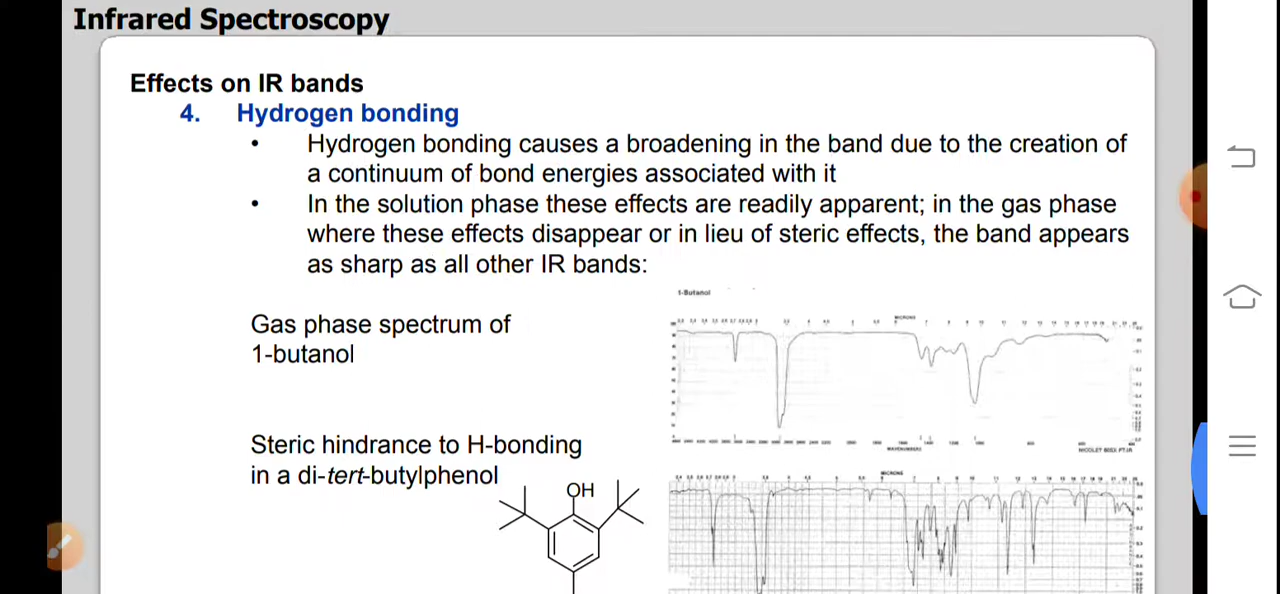 Infrared Spectroscopy
Effects on IR bands
4. Hydrogen bonding
• Hydrogen bonding causes a broadening in the band due to the creation of
a continuum of bond energies associated with it
• In the solution phase these effects are readily apparent; in the gas phase
where these effects disappear or in lieu of steric effects, the band appears
as sharp as all other IR bands:
1-Butanol
Gas phase spectrum of
1-butanol
MICRONS
WAVENUMBERS
Steric hindrance to H-bonding
in a di-tert-butylphenol
OH
MICRONS